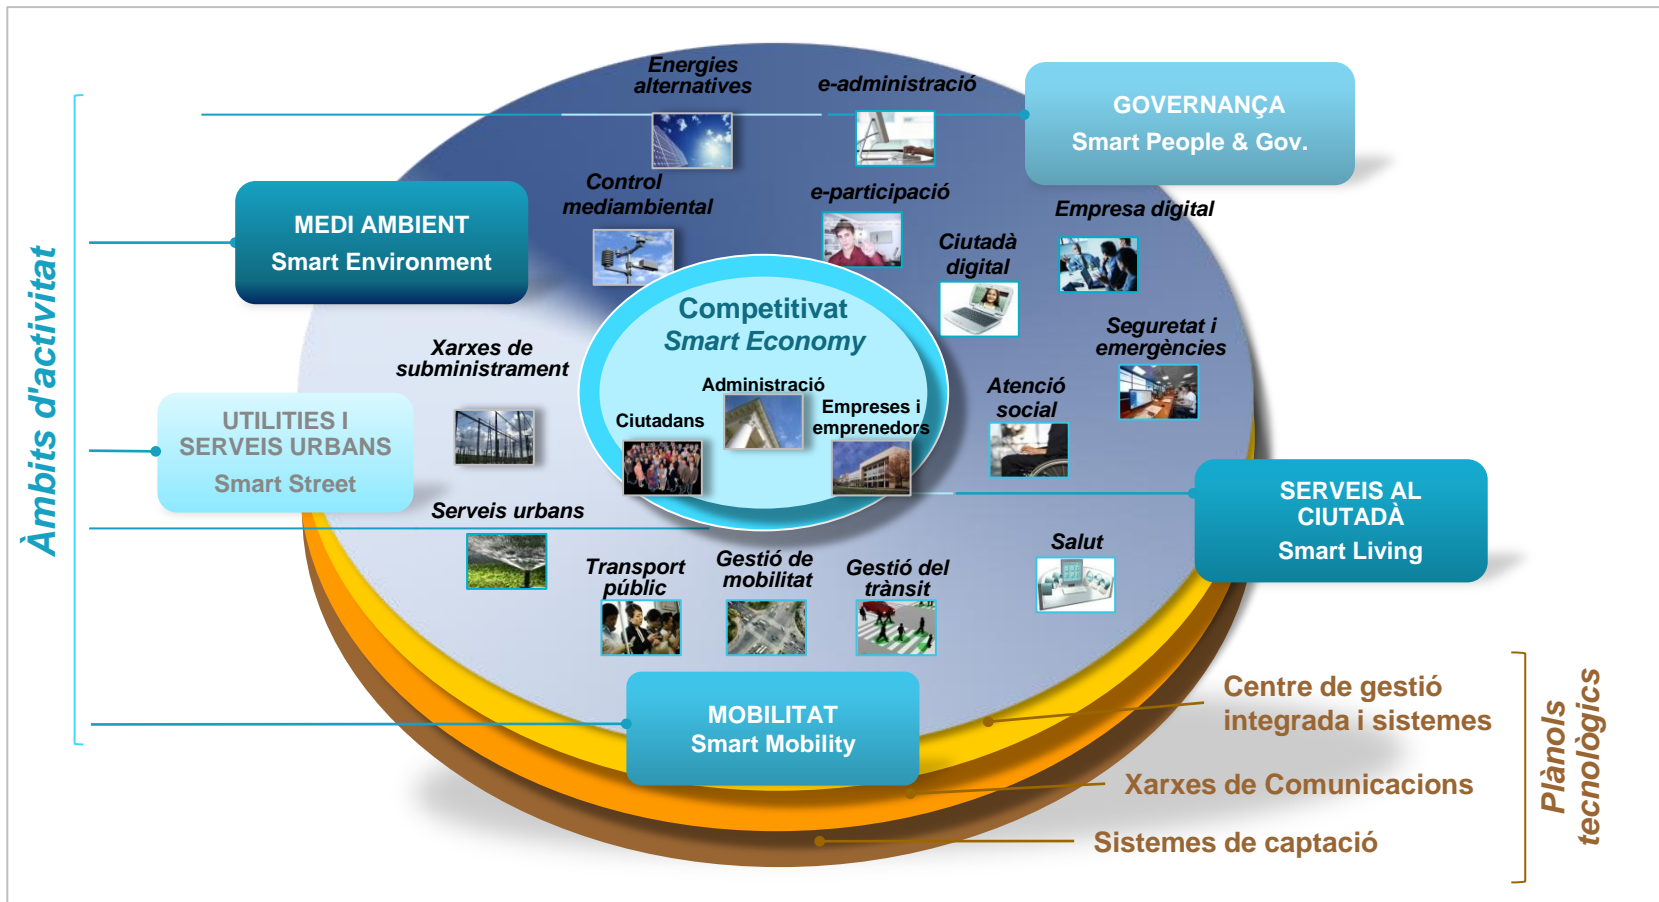 Energies
alternatives
e-administració
GOVERNANÇA
Smart People & Gov.
Control
mediambiental
e-participació
Empresa digital
MEDI AMBIENT
Smart Environment
Ciutadà
digital
Àmbits d'activitat
Competitivat
Smart Economy
Seguretat i
emergències
Xarxes de
subministrament
Administració
Atenció
social
Ciutadans
Empreses i
emprenedors
UTILITIES I
SERVEIS URBANS
Smart Street
SERVEIS AL
CIUTADÀ
Smart Living
Serveis urbans
Salut
Transport
públic
Gestió de
mobilitat
Gestió del
trànsit
MOBILITAT
Smart Mobility
Centre de gestió
integrada i sistemes
Xarxes de Comunicacions
Sistemes de captació
Plànols
tecnològics